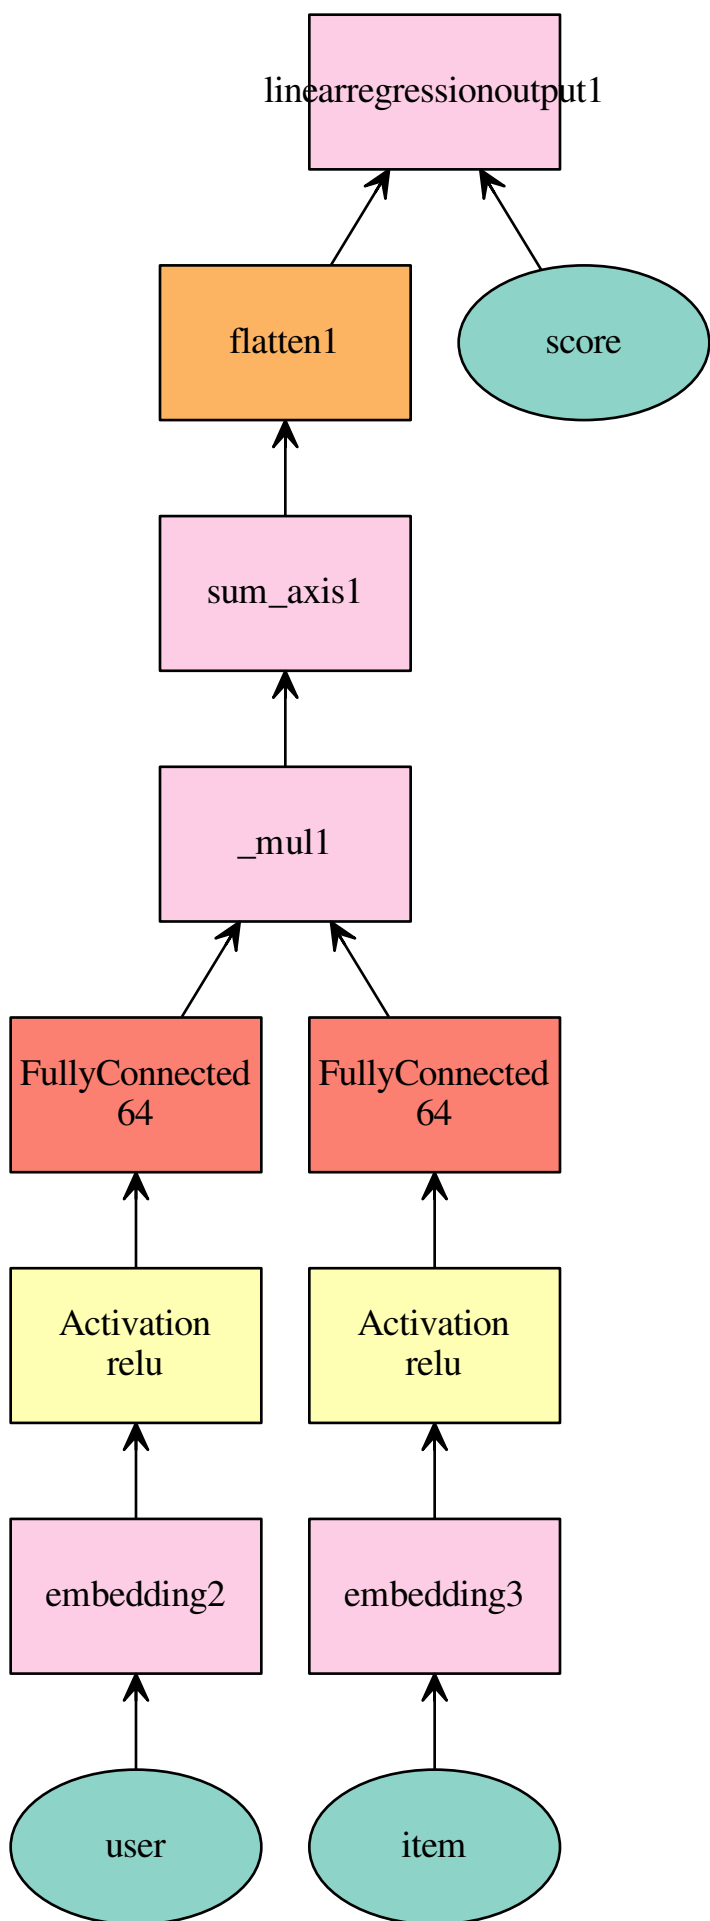 linearregressionoutput1
flatten1
score
sum_axis1
_mul1
FullyConnected
64
FullyConnected
64
Activation
relu
Activation
relu
embedding2
embedding3
user
item